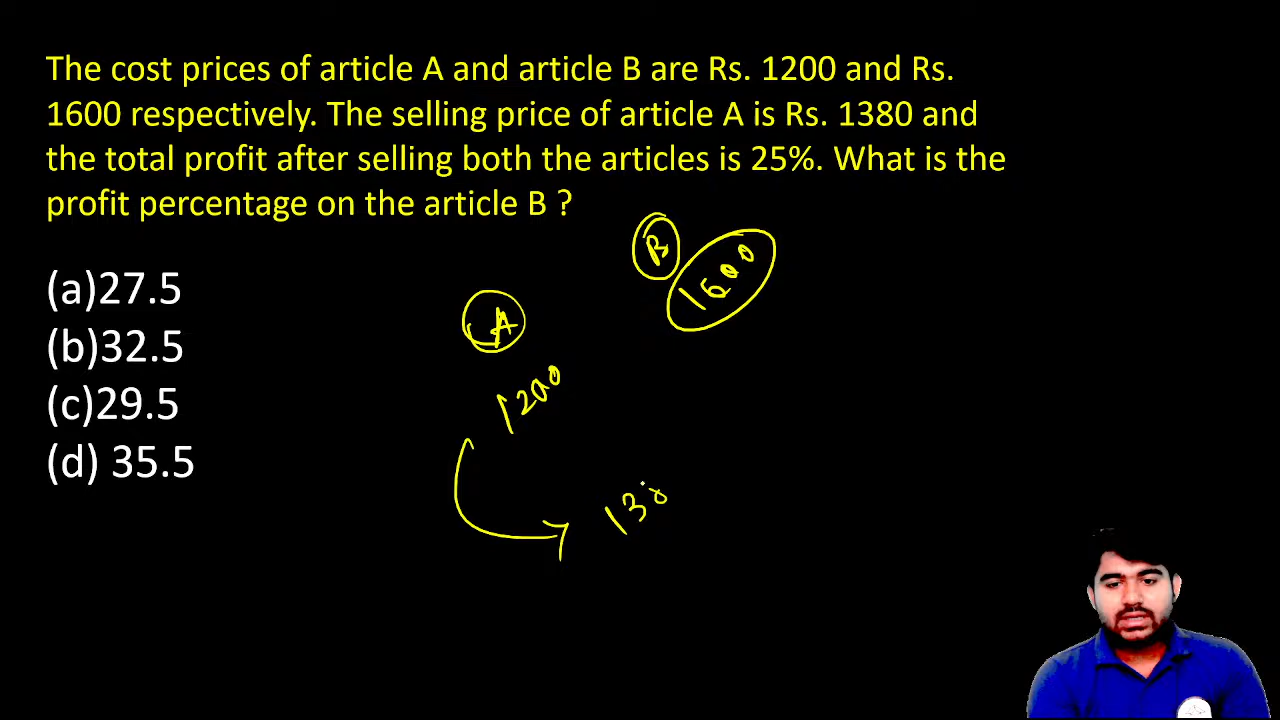 The cost prices of article A and article B are Rs. 1200 and Rs.
1600 respectively. The selling price of article A is Rs. 1380 and
the total profit after selling both the articles is 25%. What is the
profit percentage on the article B ?
B
1600
(a)27.5
A
(b)32.5
1200
(c)29.5
(d) 35.5
138